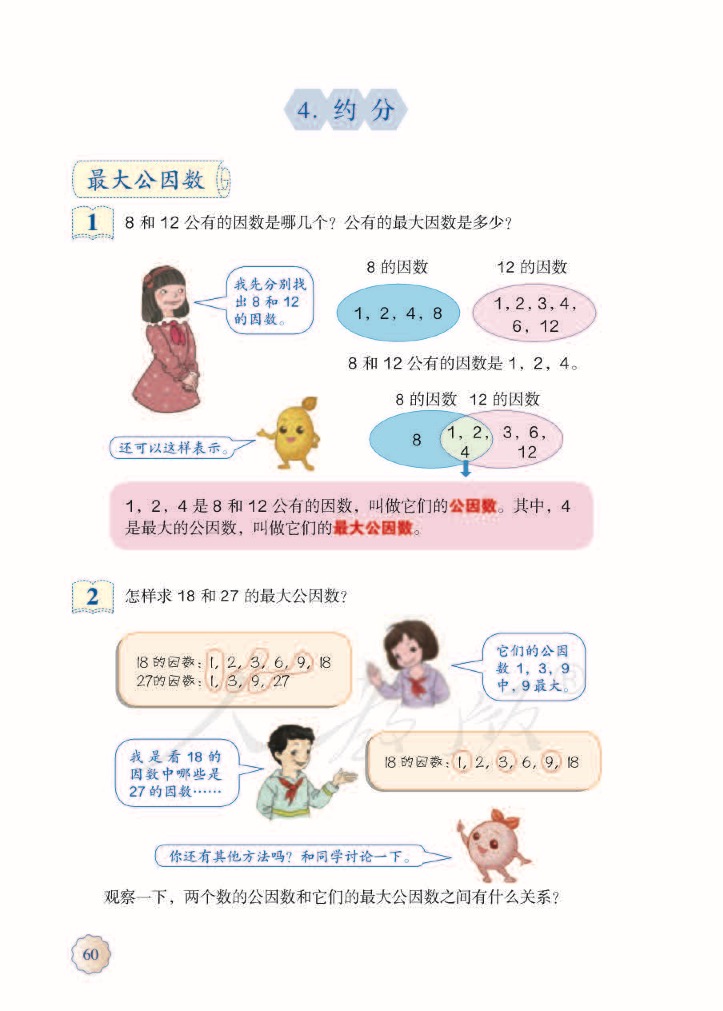 4. 约分
最大公因数
1 8 和 12 公有的因数是哪几个？公有的最大因数是多少？
我先分别找
出 8 和 12
的因数。
8 的因数 12 的因数
1，2，4，8
1，2，3，4，
6，12
8 和 12 公有的因数是 1，2，4。
8 的因数 12 的因数
还可以这样表示。
8
1，2，
4
3，6，
12
1，2，4 是 8 和 12 公有的因数，叫做它们的公因数。其中，4
是最大的公因数，叫做它们的最大公因数。
2 怎样求 18 和 27 的最大公因数？
18的因数：1，2，3，6，9，18
27的因数：1，3，9，27
它们的公因
数 1，3，9
中，9 最大。
我是看 18 的
因数中哪些是
27 的因数……
18的因数：1，2，3，6，9，18
人教版
你还有其他方法吗？和同学讨论一下。
观察一下，两个数的公因数和它们的最大公因数之间有什么关系？
60